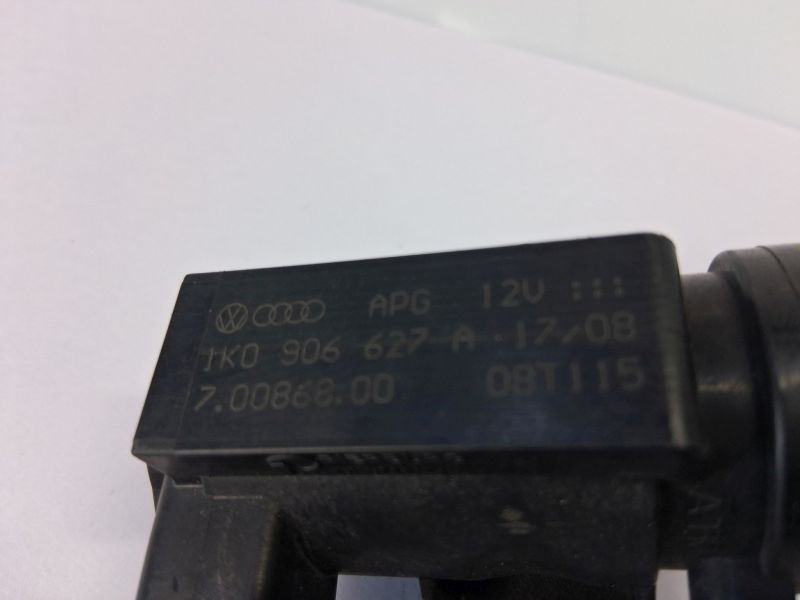 APG 12V :::
1K0 906 627 A 17/08
7.00868.00 08T115